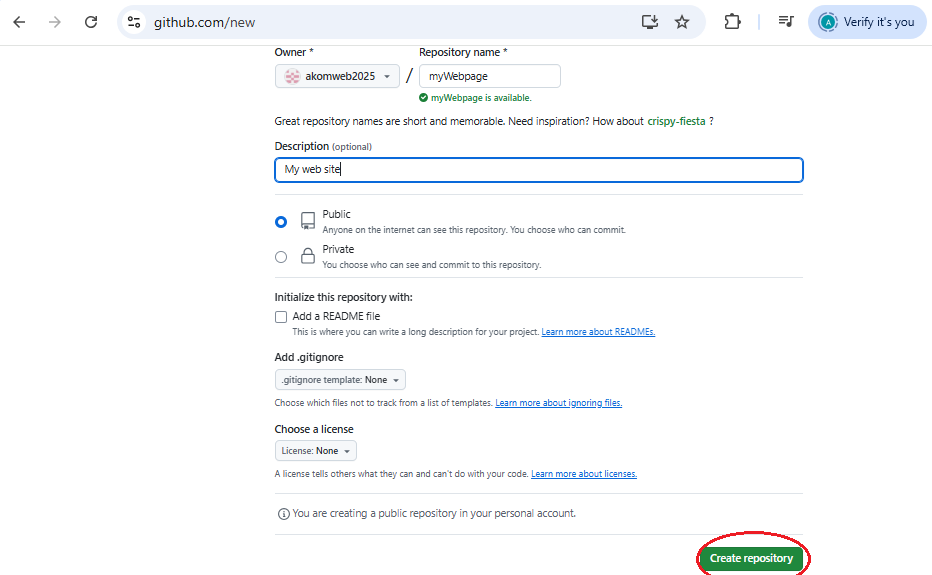 github.com/new
A Verify it's you
Owner * Repository name *
akomweb2025 / myWebpage
myWebpage is available.
Great repository names are short and memorable. Need inspiration? How about crispy-fiesta ?
Description (optional)
My web site
Public
Anyone on the internet can see this repository. You choose who can commit.
Private
You choose who can see and commit to this repository.
Initialize this repository with:
Add a README file
This is where you can write a long description for your project. Learn more about READMEs.
Add .gitignore
.gitignore template: None
Choose which files not to track from a list of templates. Learn more about ignoring files.
Choose a license
License: None
A license tells others what they can and can't do with your code. Learn more about licenses.
You are creating a public repository in your personal account.
Create repository